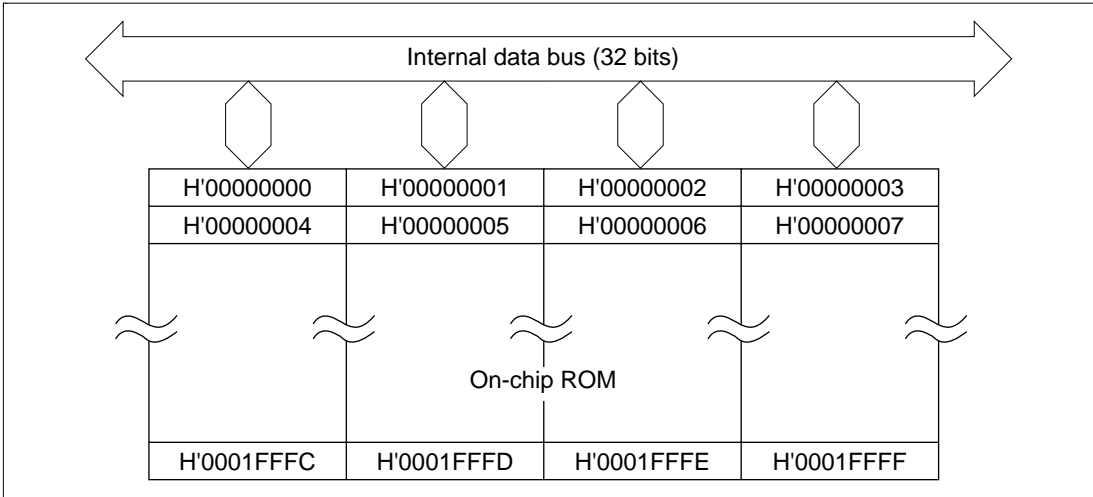 Internal data bus (32 bits)
H'00000000 H'00000001 H'00000002 H'00000003
H'00000004 H'00000005 H'00000006 H'00000007
On-chip ROM
H'0001FFFC H'0001FFFD H'0001FFFE H'0001FFFF